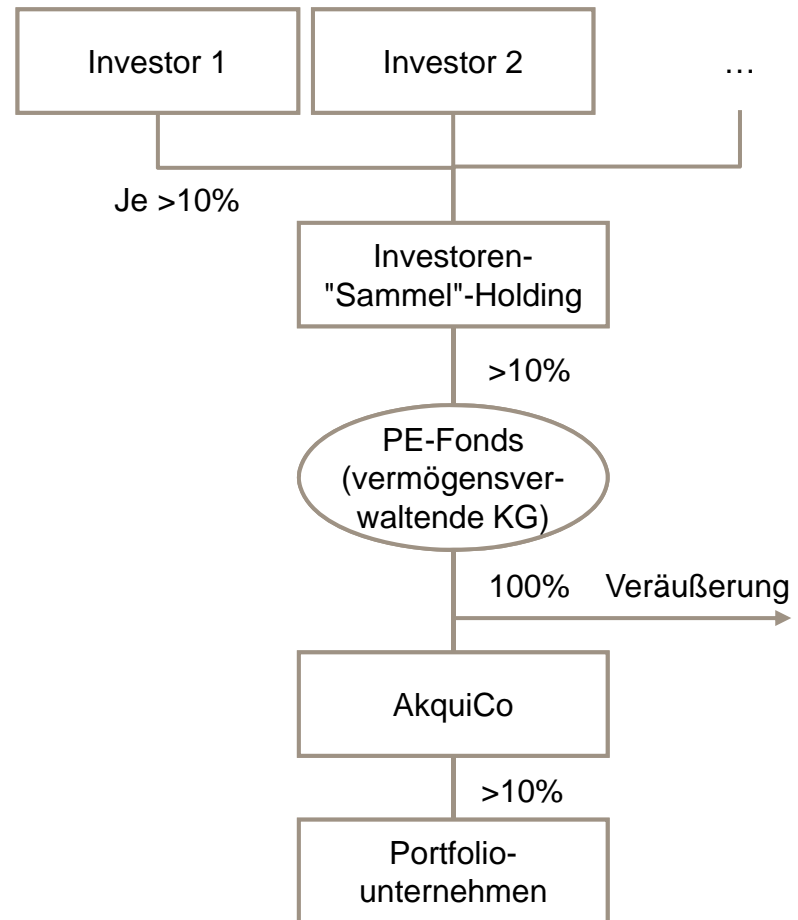 Investor 1
Investor 2
…
Je >10%
Investoren-
"Sammel"-Holding
>10%
PE-Fonds
(vermögensver-
waltende KG)
100%
Veräußerung
AkquiCo
>10%
Portfolio-
unternehmen